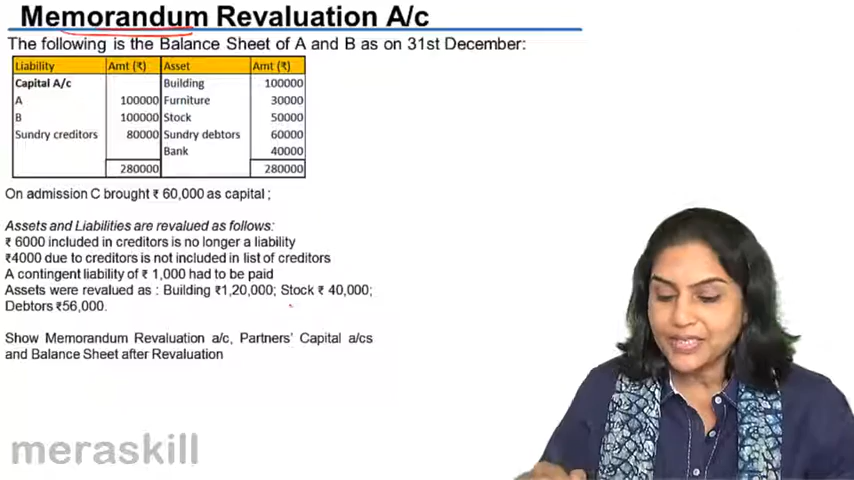 Memorandum Revaluation A/c
The following is the Balance Sheet of A and B as on 31st December:
Liability Amt (₹) Asset Amt (₹)
Capital A/c Building 100000
A 100000 Furniture 30000
B 100000 Stock 50000
Sundry creditors 80000 Sundry debtors 60000
Bank 40000
280000 280000
On admission C brought ₹ 60,000 as capital ;
Assets and Liabilities are revalued as follows:
₹ 6000 included in creditors is no longer a liability
₹4000 due to creditors is not included in list of creditors
A contingent liability of ₹ 1,000 had to be paid
Assets were revalued as : Building ₹1,20,000; Stock ₹ 40,000;
Debtors ₹56,000.
Show Memorandum Revaluation a/c, Partners' Capital a/cs
and Balance Sheet after Revaluation
meraskill